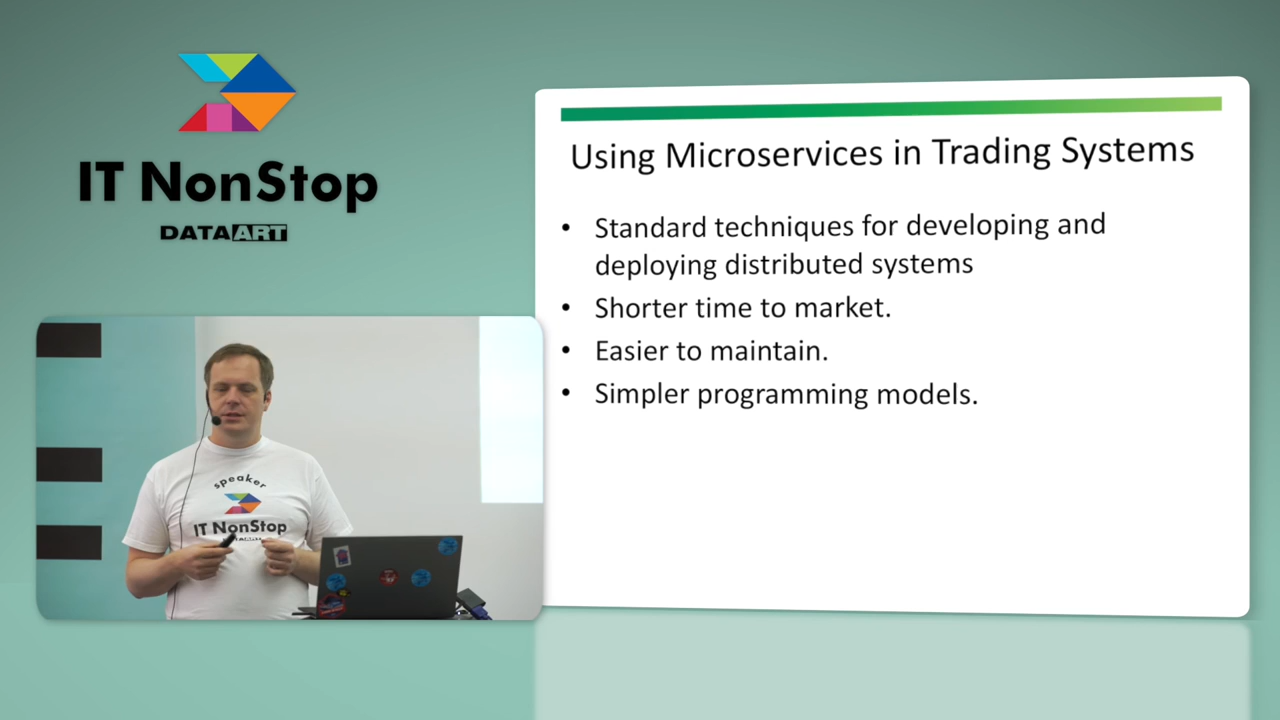 IT NonStop
DATAART
Using Microservices in Trading Systems
• Standard techniques for developing and
deploying distributed systems
• Shorter time to market.
• Easier to maintain.
• Simpler programming models.
speaker
IT NonStop